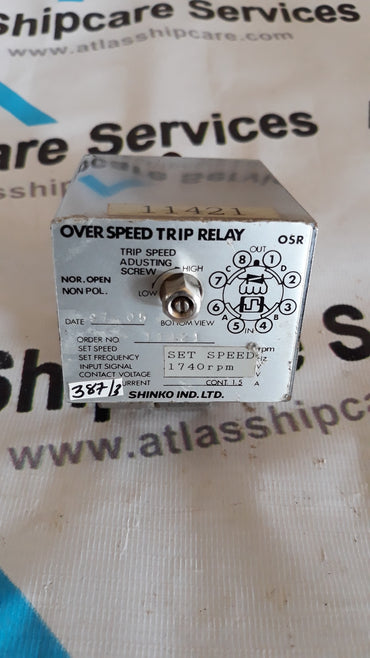 Shipcare Services
www.atlasshipcare.com
care Services
11421
OVER SPEED TRIP RELAY
OSR
TRIP SPEED
ADUSTING
SCREW
HIGH
LOW
NOR. OPEN
NON POL.
OUT
8 1
C D
7 2
6 3
B A
5 4
IN
BOTTOM VIEW
DATE
ORDER NO.
SET SPEED rpm
SET FREQUENCY Hz
INPUT SIGNAL V
CONTACT VOLTAGE V
CURRENT CONT 1.5 A
SET SPEED
1740rpm
387/3
SHINKO IND. LTD.
Services
www.atlasshipcare